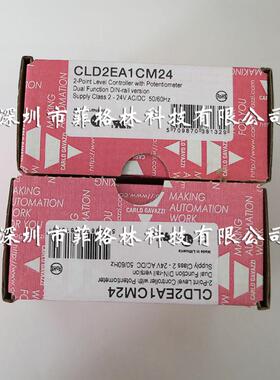 CLD2EA1CM24
2-Point Level Controller with Potentiometer
Dual Function DIN-rail version
Supply Class 2 - 24V AC/DC 50/60Hz
MAKING
AUTOMATION
WORK
CARLO GAVAZZI
深圳市菲格林科技有限公司
CARLO GAVAZZI
MAKING
AUTOMATION
WORK
CLD2EA1CM24
2-Point Level Controller with Potentiometer
Dual Function DIN-rail version
Supply Class 2 - 24V AC/DC 50/60Hz
深圳市菲格林科技有限公司